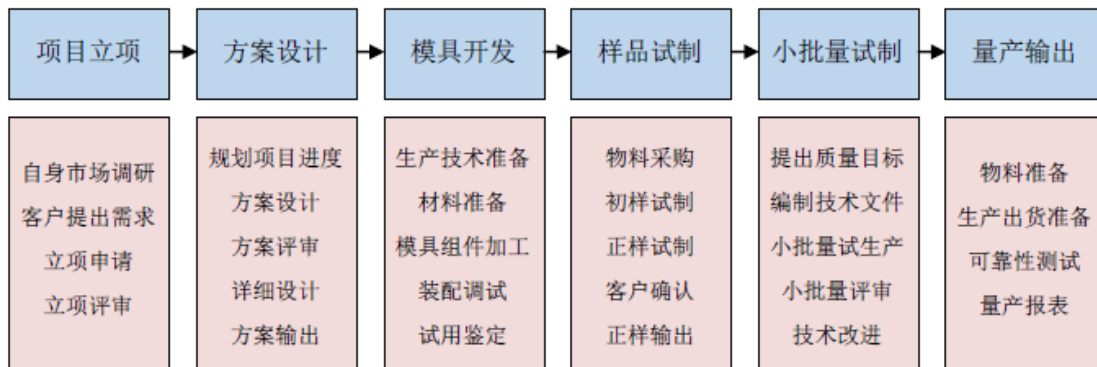 项目立项
方案设计
模具开发
样品试制
小批量试制
量产输出
自身市场调研
客户提出需求
立项申请
立项评审
规划项目进度
方案设计
方案评审
详细设计
方案输出
生产技术准备
材料准备
模具组件加工
装配调试
试用鉴定
物料采购
初样试制
正样试制
客户确认
正样输出
提出质量目标
编制技术文件
小批量试生产
小批量评审
技术改进
物料准备
生产出货准备
可靠性测试
量产报表